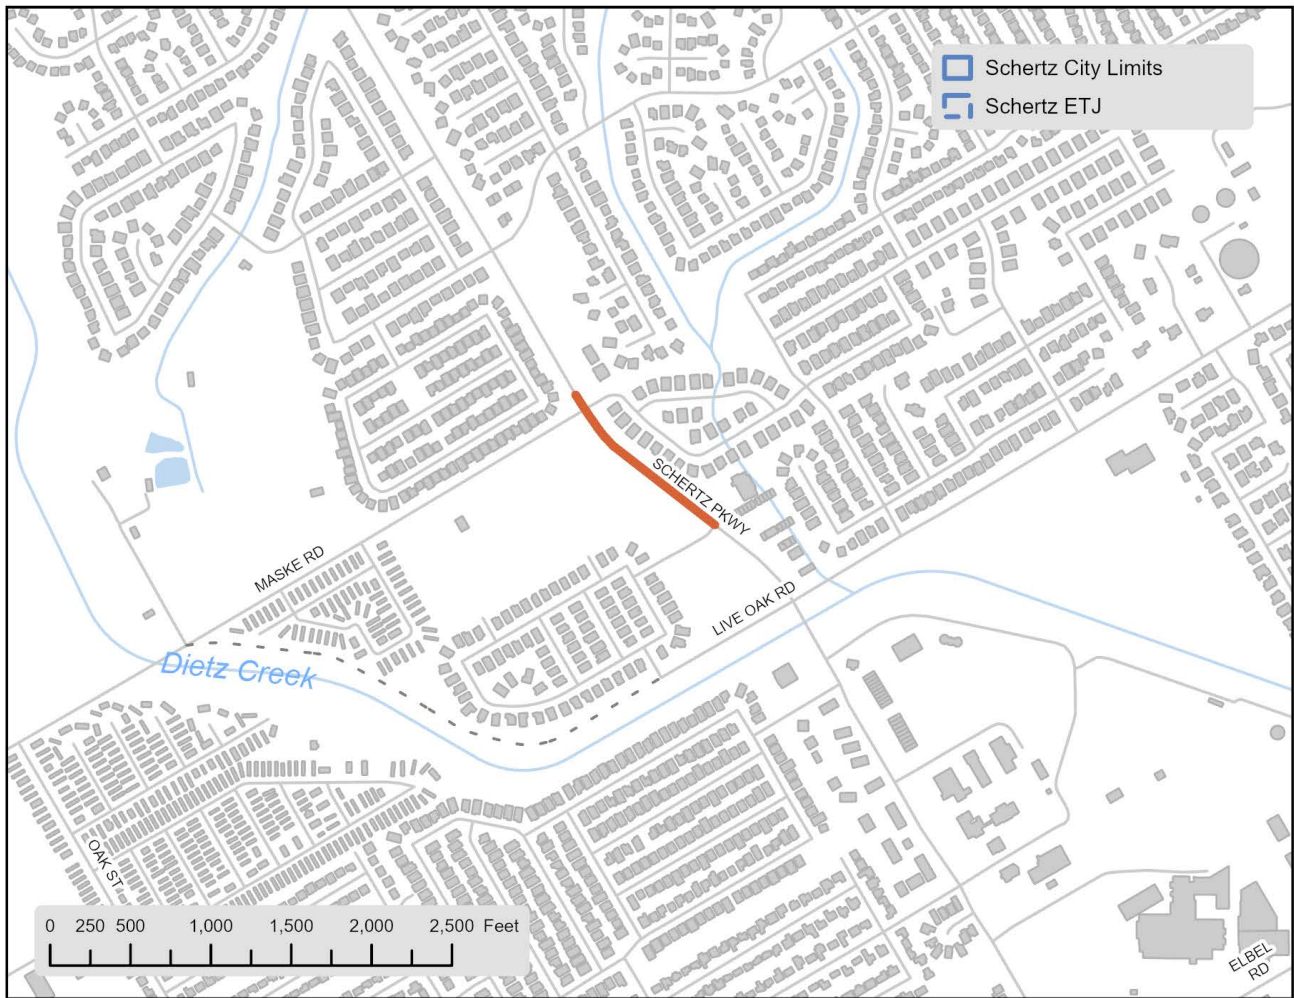 Schertz City Limits
Schertz ETJ
SCHERTZ PKWY
MASKE RD
LIVE OAK RD
Dietz Creek
OAK ST
0 250 500 1,000 1,500 2,000 2,500 Feet
ELBEL
RD